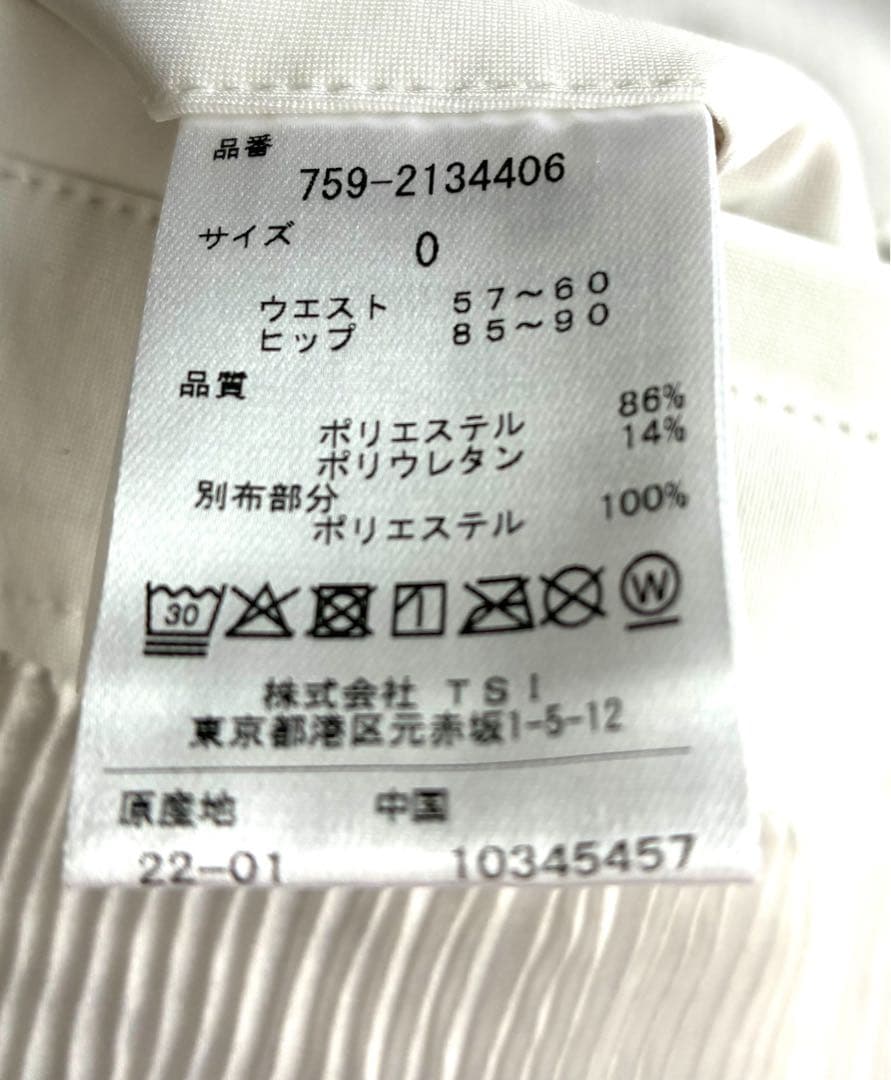 品番
759-2134406
サイズ 0
ウエスト 57～60
ヒップ 85～90
品質
ポリエステル 86%
ポリウレタン 14%
別布部分
ポリエステル 100%
30 W
株式会社 TSI
東京都港区元赤坂1-5-12
原産地 中国
22-01 10345457